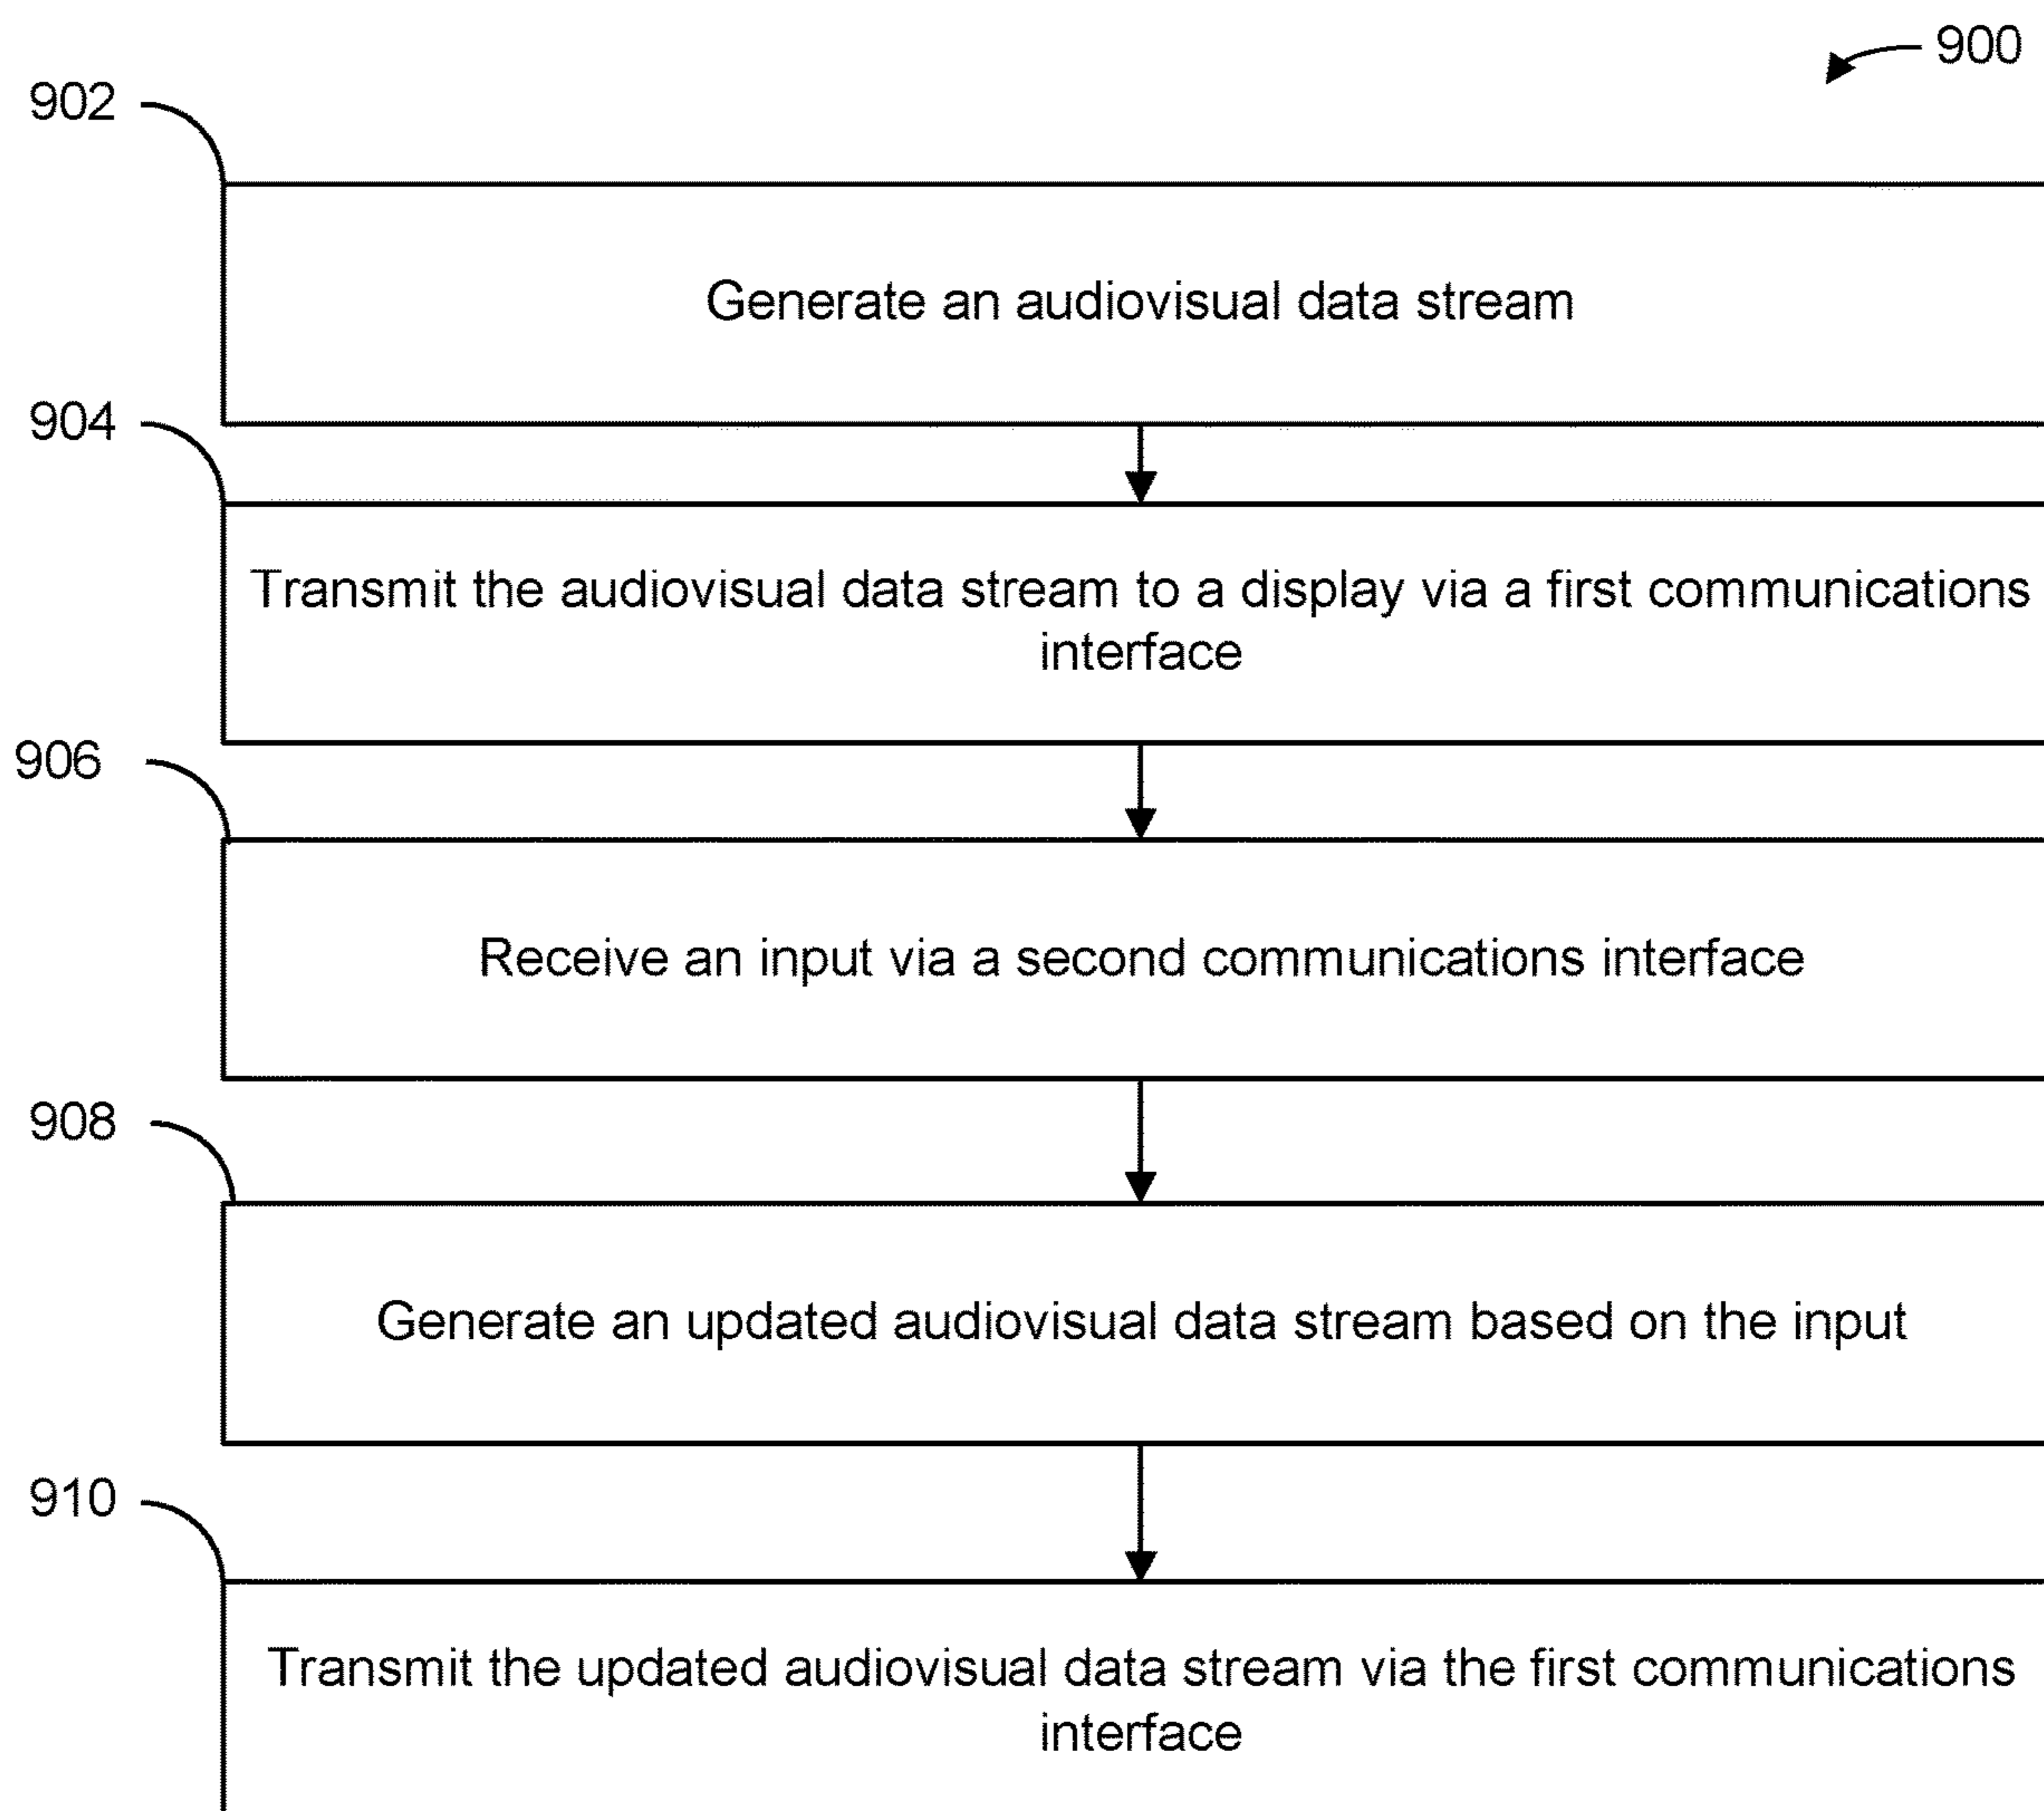 900
902
Generate an audiovisual data stream
904
Transmit the audiovisual data stream to a display via a first communications
interface
906
Receive an input via a second communications interface
908
Generate an updated audiovisual data stream based on the input
910
Transmit the updated audiovisual data stream via the first communications
interface